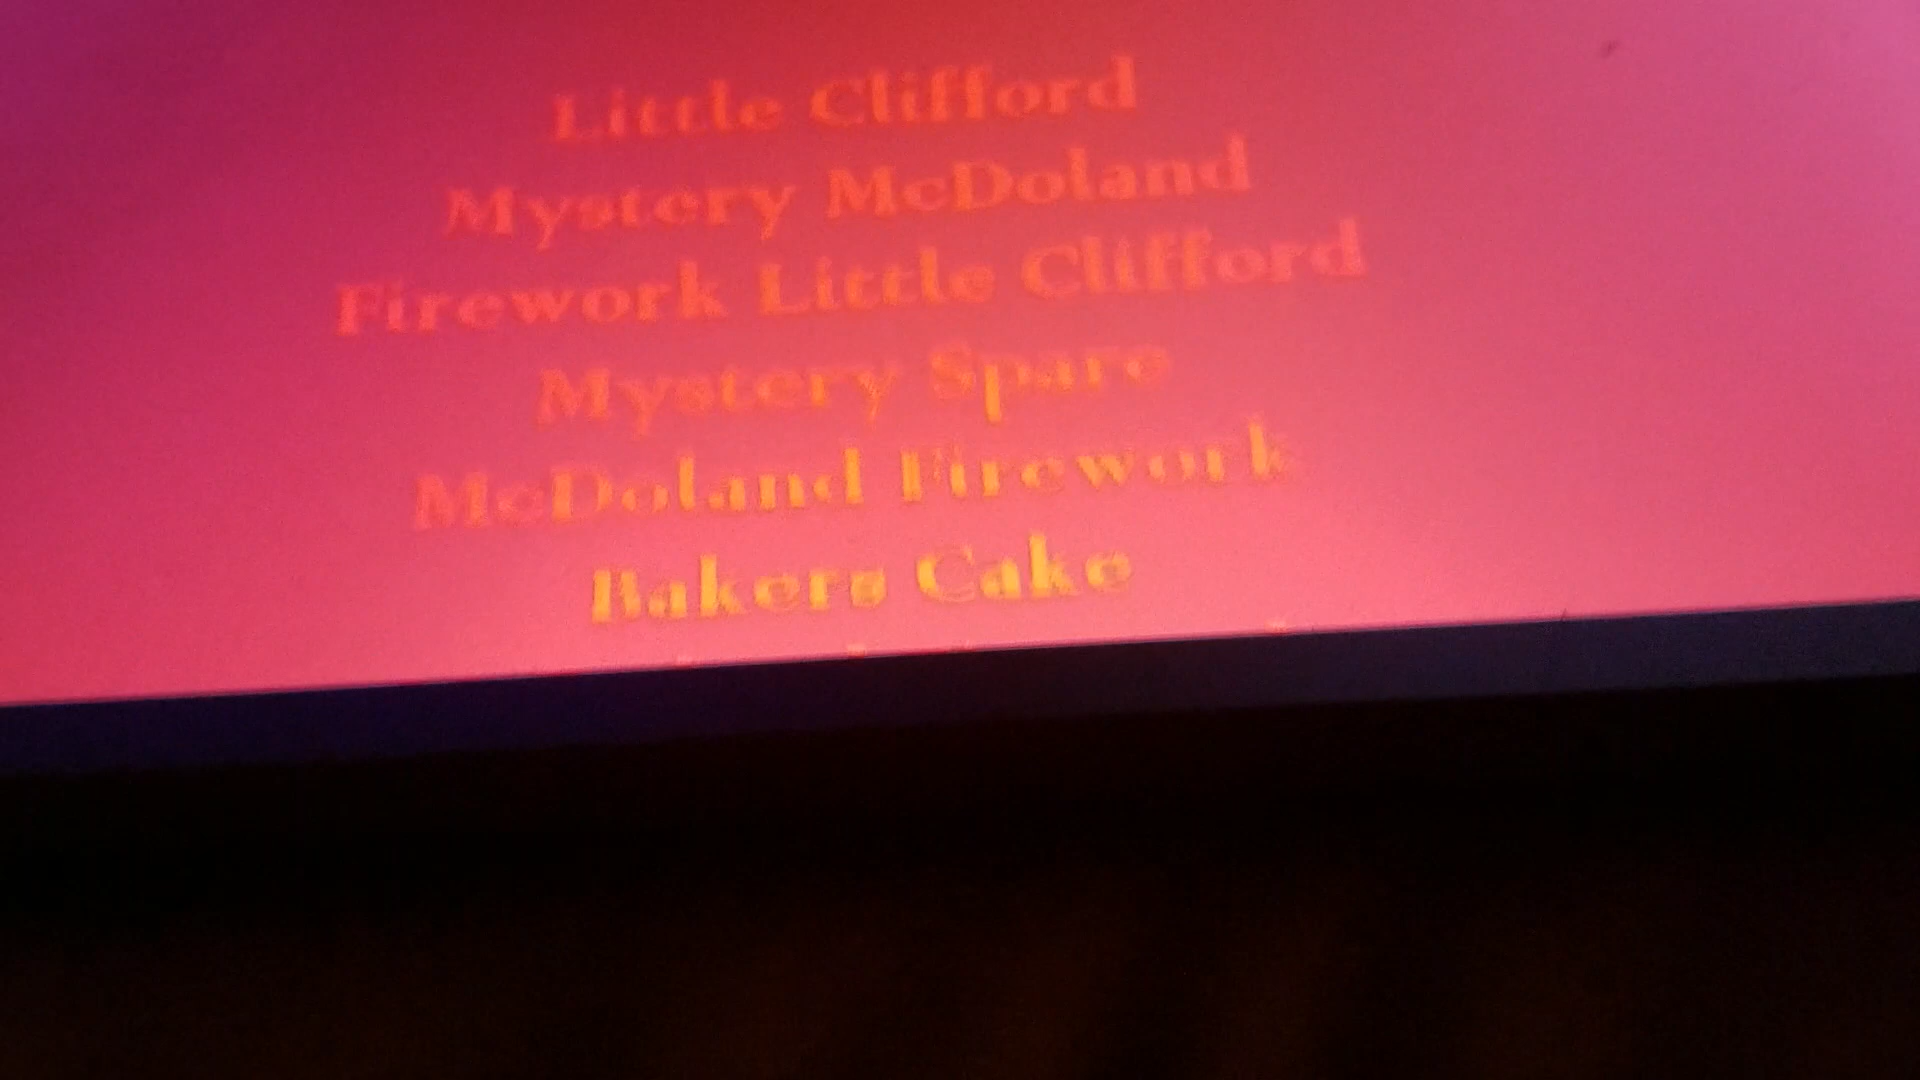 Little Clifford
Mystery McDoland
Firework Little Clifford
Mystery Spare
McDoland Firework
Bakers Cake